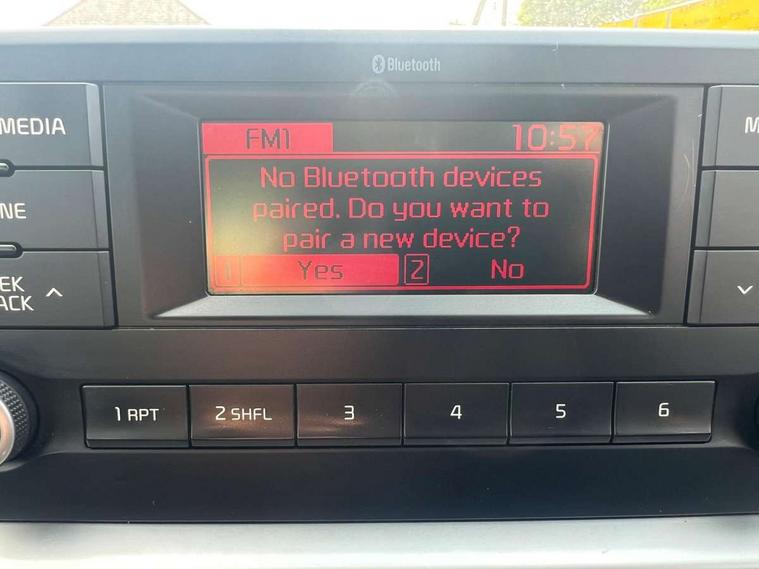 Bluetooth
MEDIA
FM1 10:57
No Bluetooth devices
paired. Do you want to
pair a new device?
1 Yes 2 No
1 RPT 2 SHFL 3 4 5 6